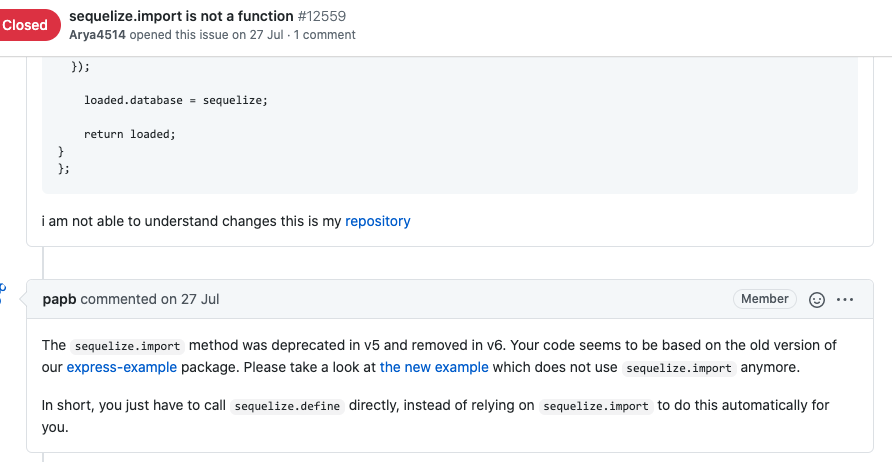 Closed
sequelize.import is not a function #12559
Arya4514 opened this issue on 27 Jul · 1 comment
});
loaded.database = sequelize;
return loaded;
}
};
i am not able to understand changes this is my repository
papb commented on 27 Jul
Member
The sequelize.import method was deprecated in v5 and removed in v6. Your code seems to be based on the old version of
our express-example package. Please take a look at the new example which does not use sequelize.import anymore.
In short, you just have to call sequelize.define directly, instead of relying on sequelize.import to do this automatically for
you.